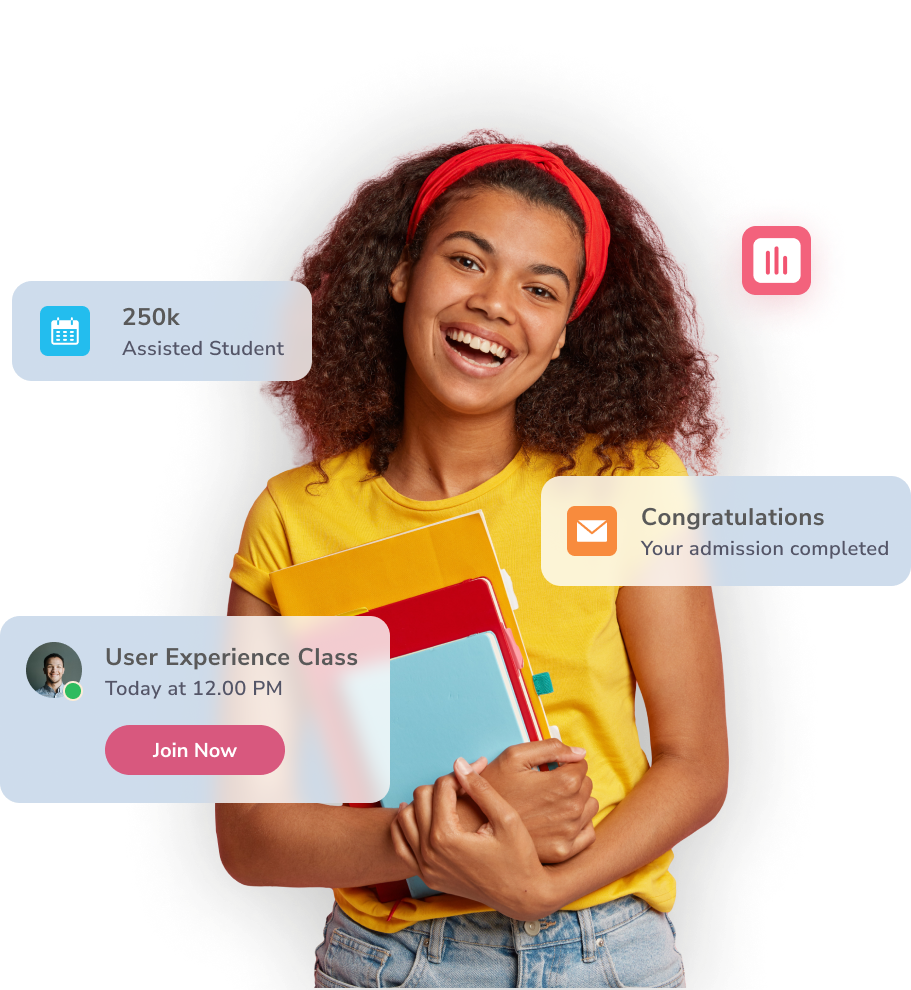 250k
Assisted Student
Congratulations
Your admission completed
User Experience Class
Today at 12.00 PM
Join Now